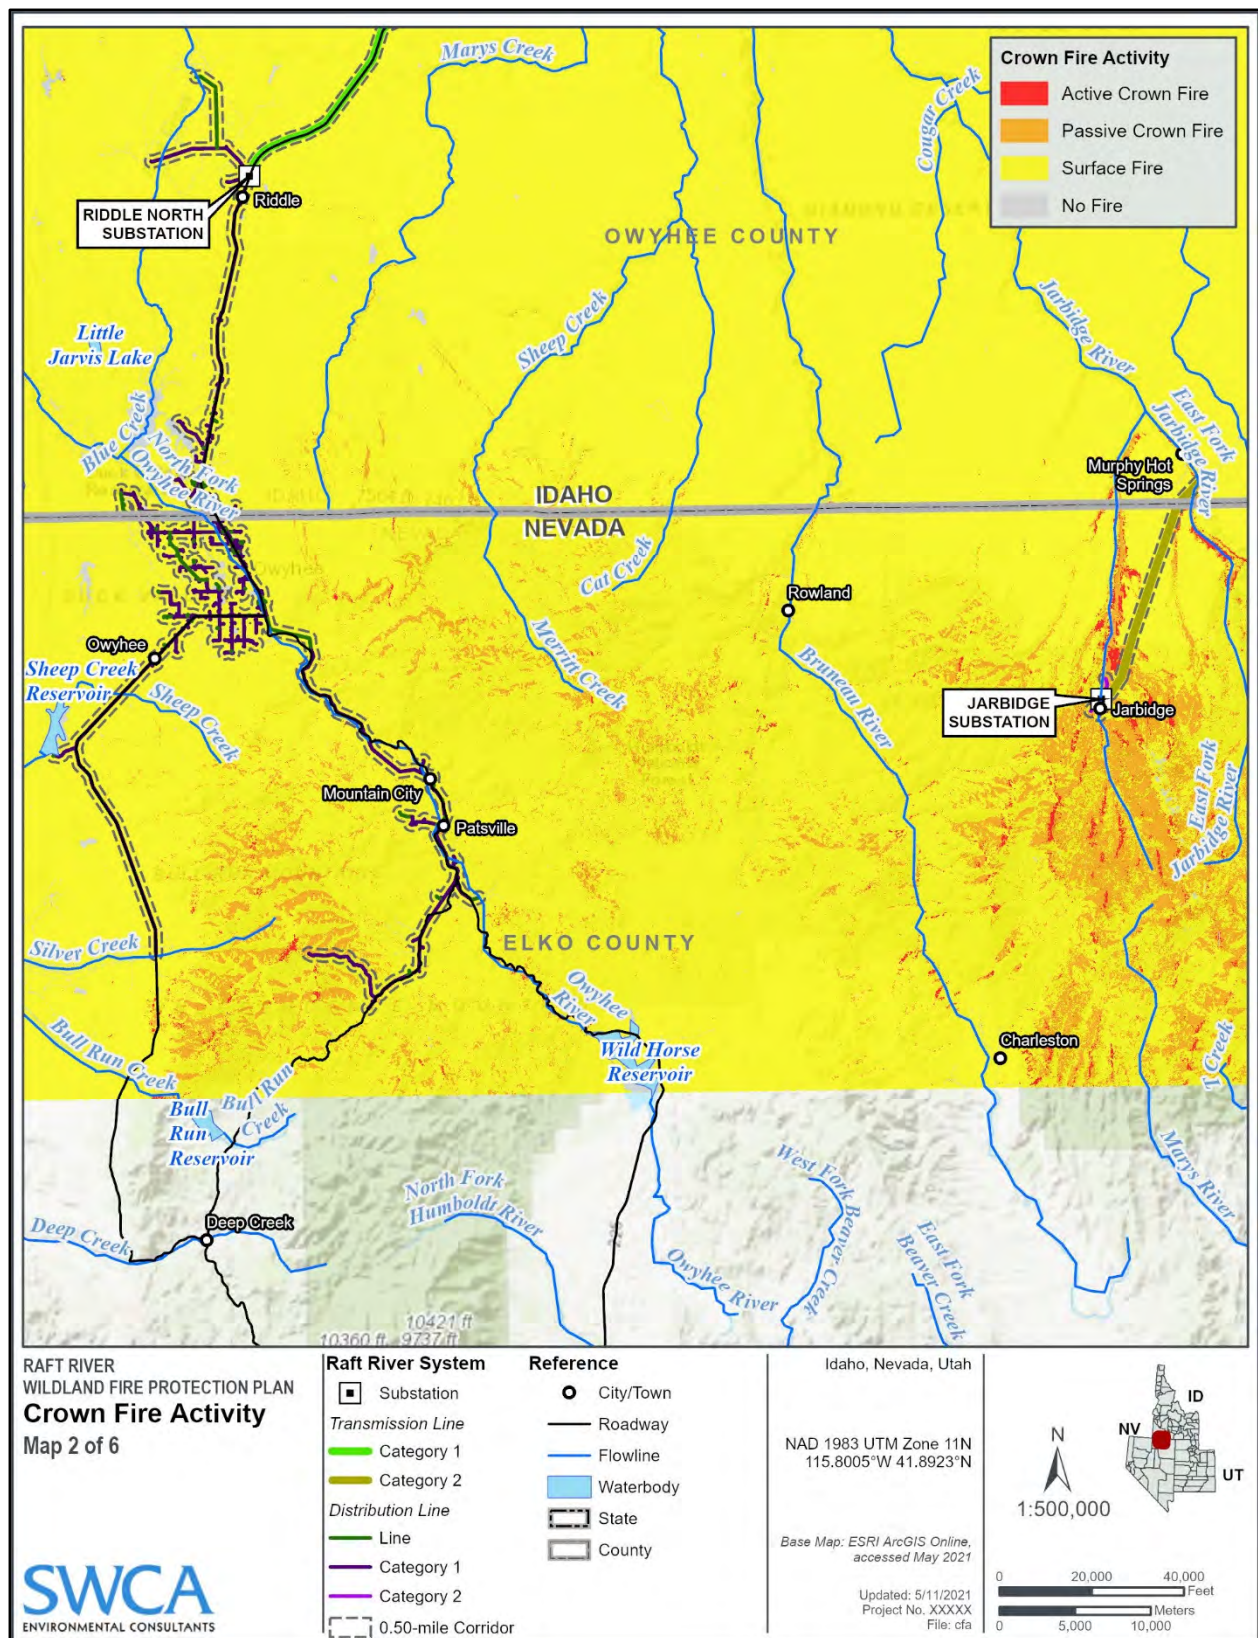 Marys Creek
Crown Fire Activity
Active Crown Fire
Passive Crown Fire
Surface Fire
No Fire
Cougar Creek
RIDDLE NORTH
SUBSTATION
Riddle
OWYHEE COUNTY
Little
Jarvis Lake
Sheep Creek
Jarbidge River
East Fork
Jarbidge River
Blue Creek
North Fork
Owyhee River
Murphy Hot
Springs
IDAHO
NEVADA
Cat Creek
Rowland
Owyhee
Owyhee
Sheep Creek
Reservoir
Sheep Creek
Merritt Creek
Bruneau River
JARBIDGE
SUBSTATION
Jarbidge
Mountain City
Patsville
East Fork
Jarbidge River
Silver Creek
ELKO COUNTY
Owyhee
River
Bull Run Creek
Wild Horse
Reservoir
Charleston
T Creek
Bull
Run
Reservoir
Bull Run
Creek
Marys River
Deep Creek
Deep Creek
North Fork
Humboldt River
225
West Fork Beaver Creek
Owyhee River
East Fork
Beaver Creek
10421 ft
10360 ft
9737 ft
RAFT RIVER
WILDLAND FIRE PROTECTION PLAN
Crown Fire Activity
Map 2 of 6
SWCA
ENVIRONMENTAL CONSULTANTS
Raft River System
Substation
Transmission Line
Category 1
Category 2
Distribution Line
Line
Category 1
Category 2
0.50-mile Corridor
Reference
City/Town
Roadway
Flowline
Waterbody
State
County
Idaho, Nevada, Utah
NAD 1983 UTM Zone 11N
115.8005°W 41.8923°N
Base Map: ESRI ArcGIS Online,
accessed May 2021
Updated: 5/11/2021
Project No. XXXXX
File: cfa
N
1:500,000
ID
NV
UT
0 20,000 40,000
Feet
Meters
0 5,000 10,000